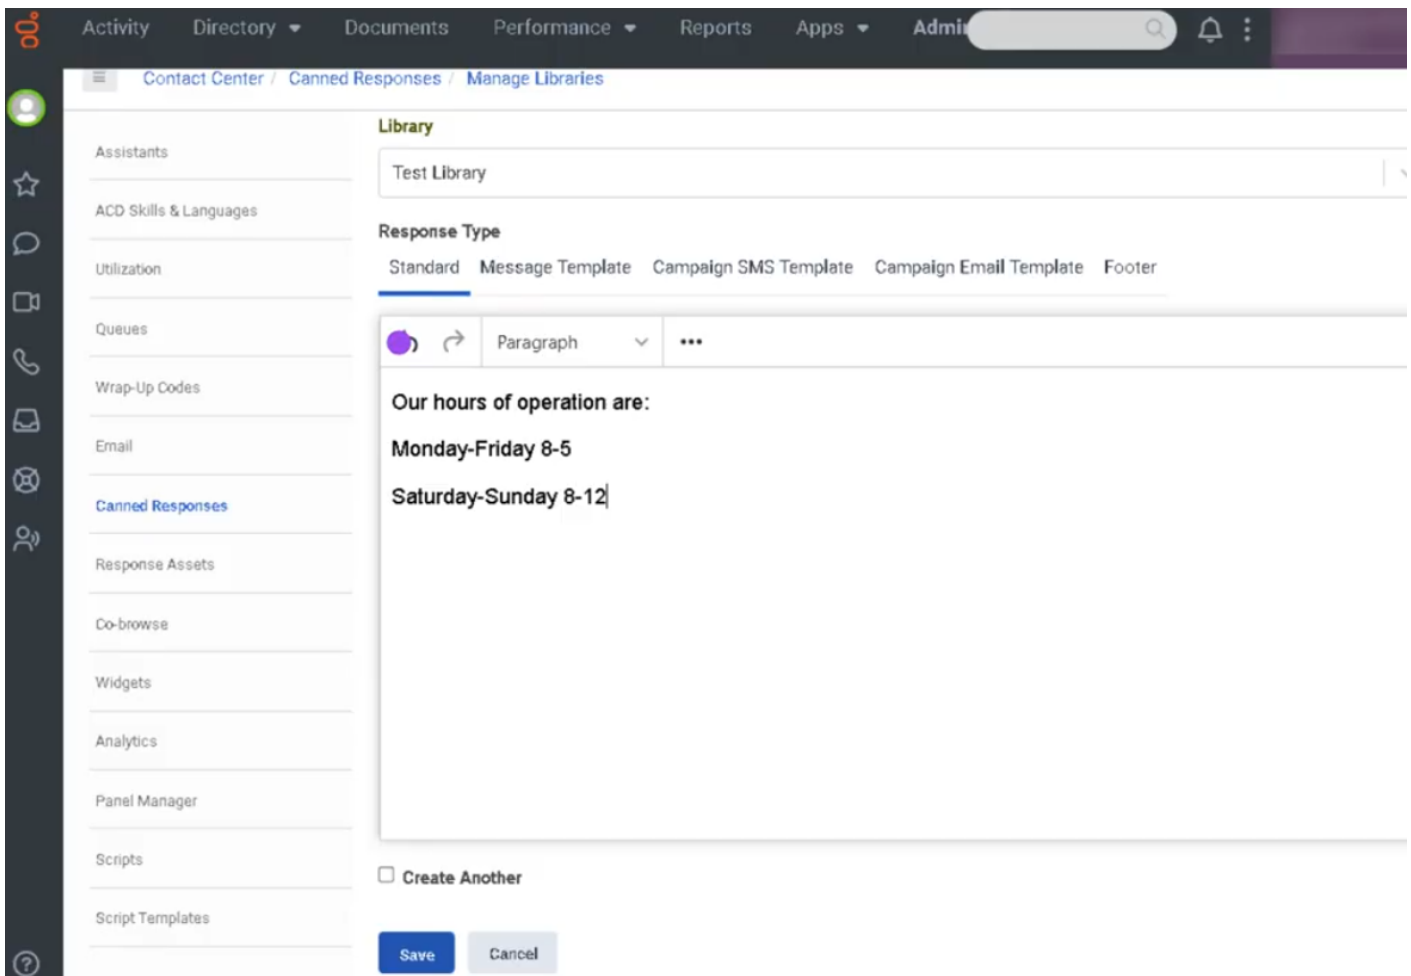 Activity Directory Documents Performance Reports Apps Admin
Contact Center / Canned Responses / Manage Libraries
Assistants
ACD Skills & Languages
Utilization
Queues
Wrap-Up Codes
Email
Canned Responses
Response Assets
Co-browse
Widgets
Analytics
Panel Manager
Scripts
Script Templates
Library
Test Library
Response Type
Standard Message Template Campaign SMS Template Campaign Email Template Footer
Paragraph
Our hours of operation are:
Monday-Friday 8-5
Saturday-Sunday 8-12
Create Another
Save Cancel